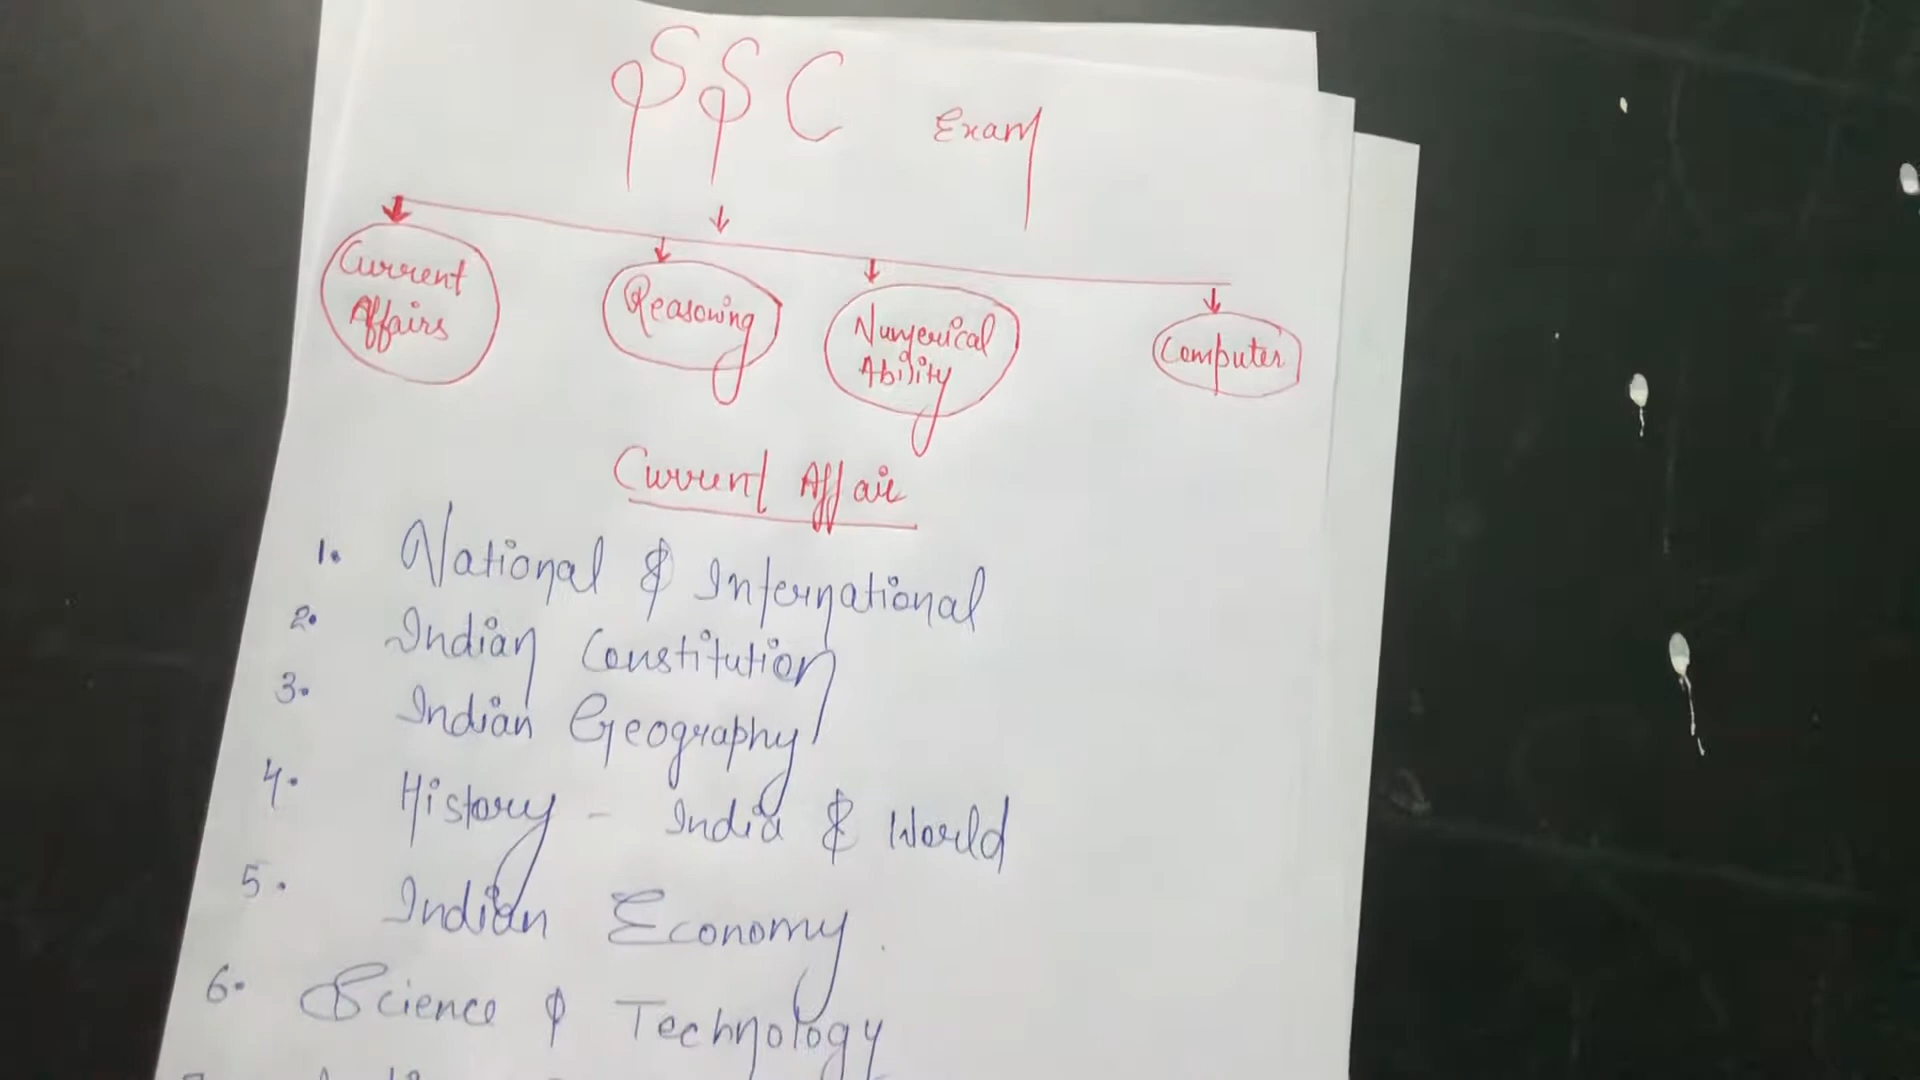 SSC Exam
Current Affairs
Reasoning
Numerical Ability
Computer
Current Affair
1. National & International
2. Indian Constitution
3. Indian Geography
4. History - India & World
5. Indian Economy
6. Science & Technology